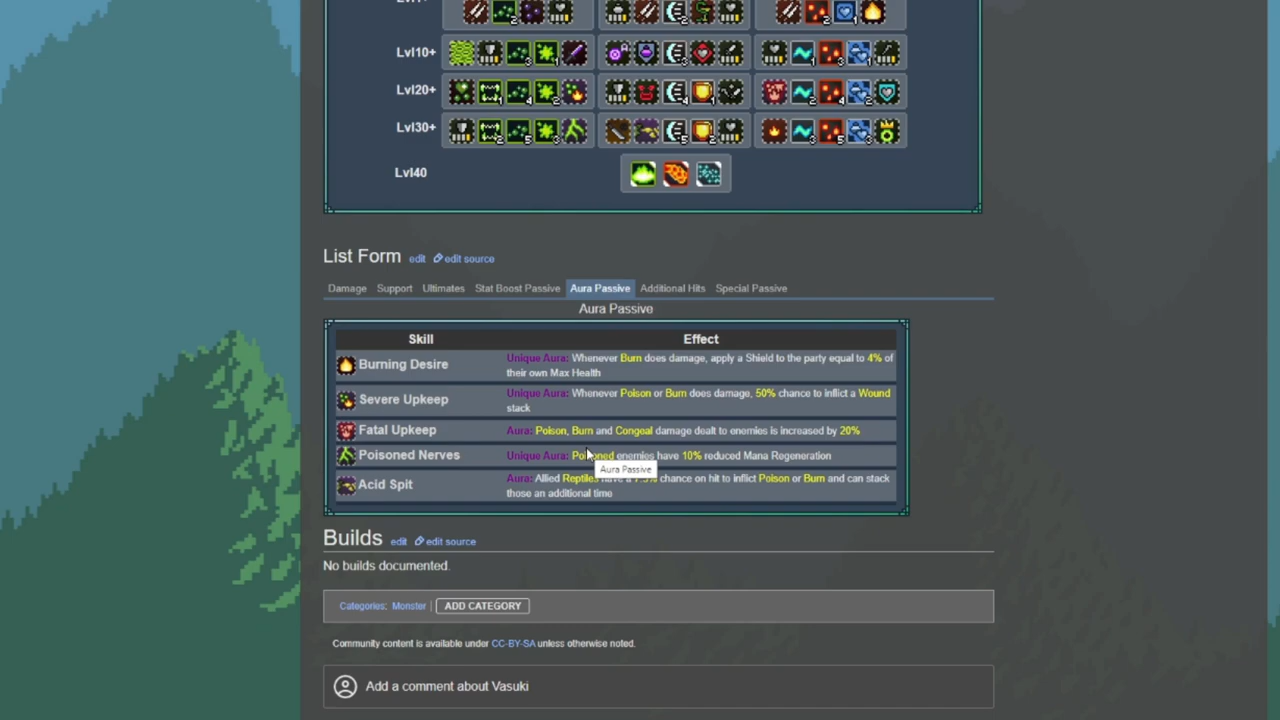 Lvl10+
Lvl20+
Lvl30+
Lvl40
List Form edit edit source
Damage Support Ultimates Stat Boost Passive Aura Passive Additional Hits Special Passive
Aura Passive
Skill Effect
Burning Desire
Unique Aura: Whenever Burn does damage, apply a Shield to the party equal to 4% of
their own Max Health
Severe Upkeep
Unique Aura: Whenever Poison or Burn does damage, 50% chance to inflict a Wound
stack
Fatal Upkeep
Aura: Poison, Burn and Congeal damage dealt to enemies is increased by 20%
Poisoned Nerves
Unique Aura: Poisoned enemies have 10% reduced Mana Regeneration
Aura Passive
Acid Spit
Aura: Allied Reptiles have a chance on hit to inflict Poison or Burn and can stack
those an additional time
Builds edit edit source
No builds documented.
Categories: Monster | ADD CATEGORY
Community content is available under CC-BY-SA unless otherwise noted.
Add a comment about Vasuki